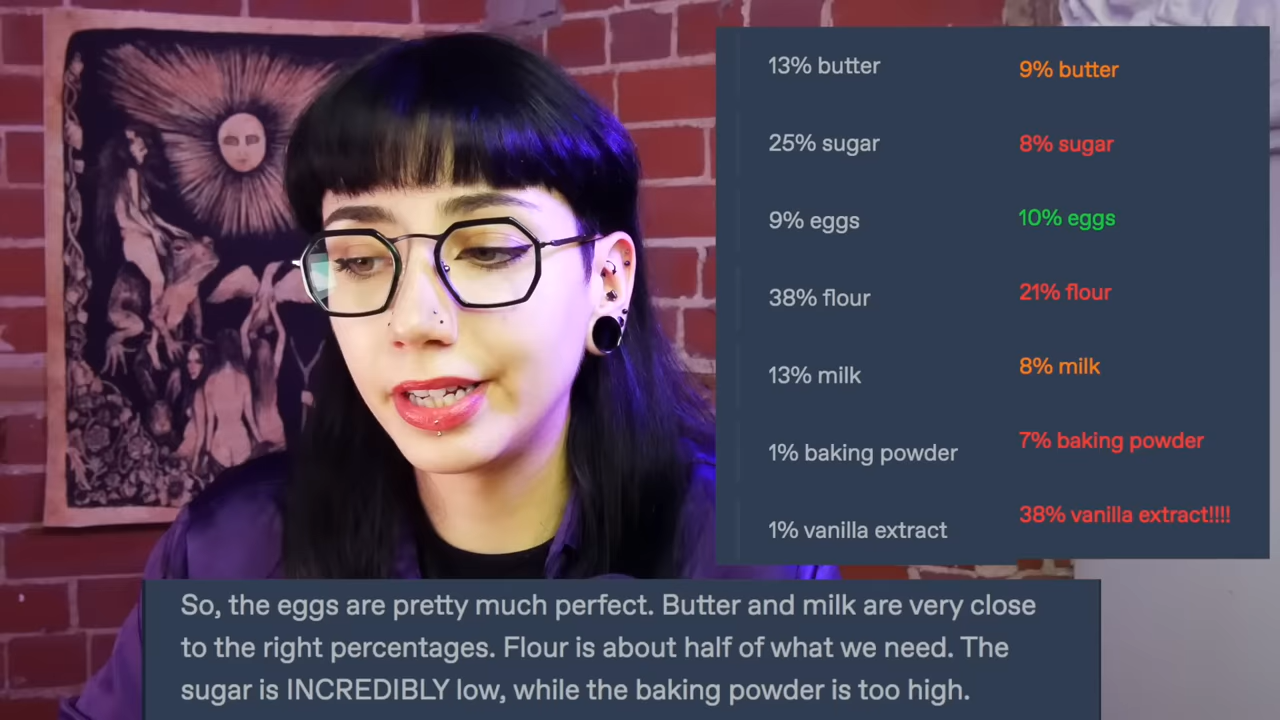 13% butter
9% butter
25% sugar
8% sugar
9% eggs
10% eggs
38% flour
21% flour
13% milk
8% milk
1% baking powder
7% baking powder
1% vanilla extract
38% vanilla extract!!!!
So, the eggs are pretty much perfect. Butter and milk are very close
to the right percentages. Flour is about half of what we need. The
sugar is INCREDIBLY low, while the baking powder is too high.